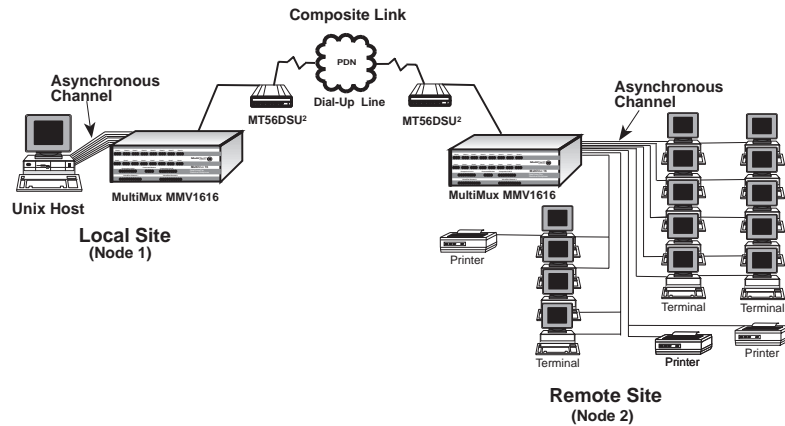 Composite Link
PDN
Dial-Up Line
Asynchronous
Channel
MT56DSU²
MT56DSU²
Asynchronous
Channel
MultiMux MMV1616
MultiMux MMV1616
Unix Host
Local Site
(Node 1)
Printer
Terminal
Terminal
Terminal
Printer
Printer
Remote Site
(Node 2)